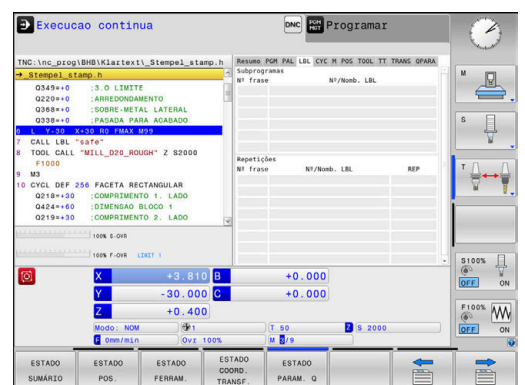 Execucao continua
DNC
PGM MGT
Programar
TNC:\nc_prog\BHB\Klartext\_Stempel_stamp.h
→_Stempel_stamp.h
Q349=+0 ;3.O LIMITE
Q220=+0 ;ARREDONDAMENTO
Q368=+0 ;SOBRE-METAL LATERAL
Q338=+0 ;PASADA PARA ACABADO
6 L Y-30 X+30 R0 FMAX M99
7 CALL LBL "safe"
8 TOOL CALL "MILL_D20_ROUGH" Z S2000
F1000
9 M3
10 CYCL DEF 256 FACETA RECTANGULAR
Q218=+30 ;COMPRIMENTO 1. LADO
Q424=+60 ;DIMENSAO BLOCO 1
Q219=+30 ;COMPRIMENTO 2. LADO
100% S-OVR
100% F-OVR LIMIT 1
Resumo PGM PAL LBL CYC M POS TOOL TT TRANS QPARA
Subprogramas
Nº frase Nº/Nomb. LBL
Repetições
Nº frase Nº/Nomb. LBL REP
X +3.810 B +0.000
Y -30.000 C +0.000
Z +0.400
Modo: NOM 1 T 50 Z S 2000
F 0mm/min Ovr 100% M 3/9
M
S
T
S100%
OFF ON
F100%
OFF ON
ESTADO SUMÁRIO
ESTADO POS.
ESTADO FERRAM.
ESTADO COORD. TRANSF.
ESTADO PARAM. Q